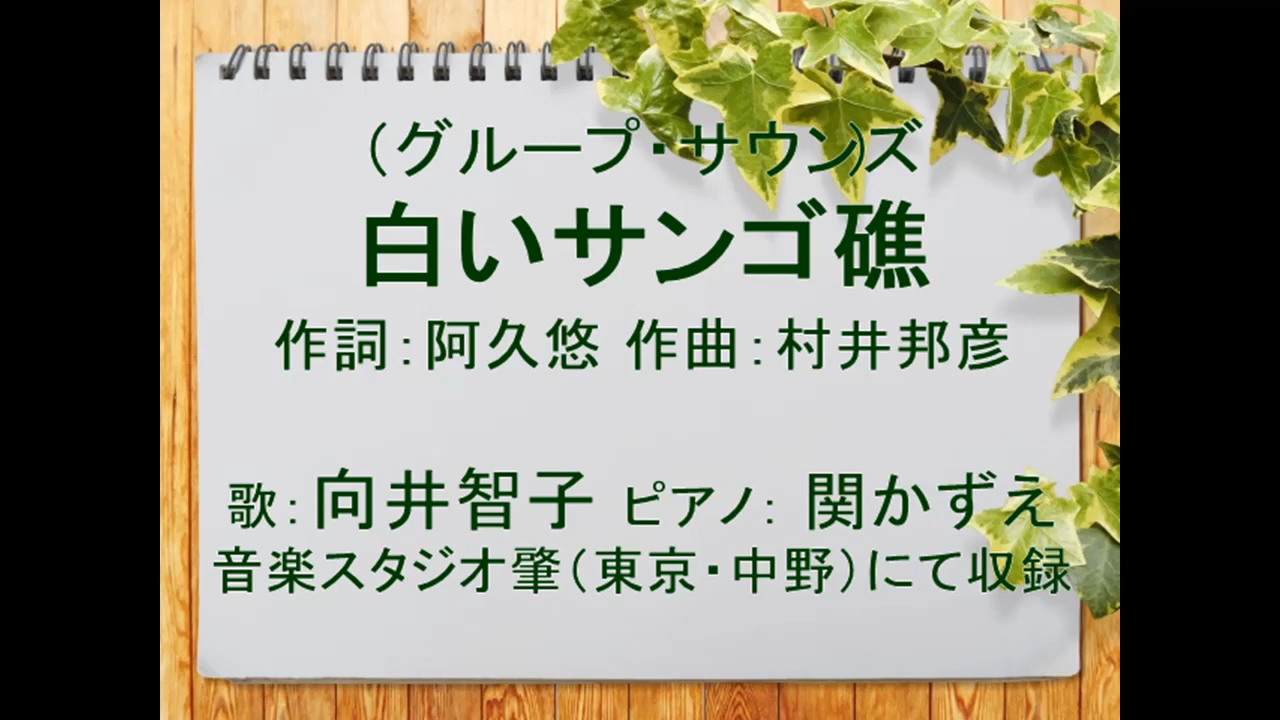 （グループ・サウンズ）
白いサンゴ礁
作詞：阿久悠 作曲：村井邦彦
歌：向井智子 ピアノ： 関かずえ
音楽スタジオ肇（東京・中野）にて収録